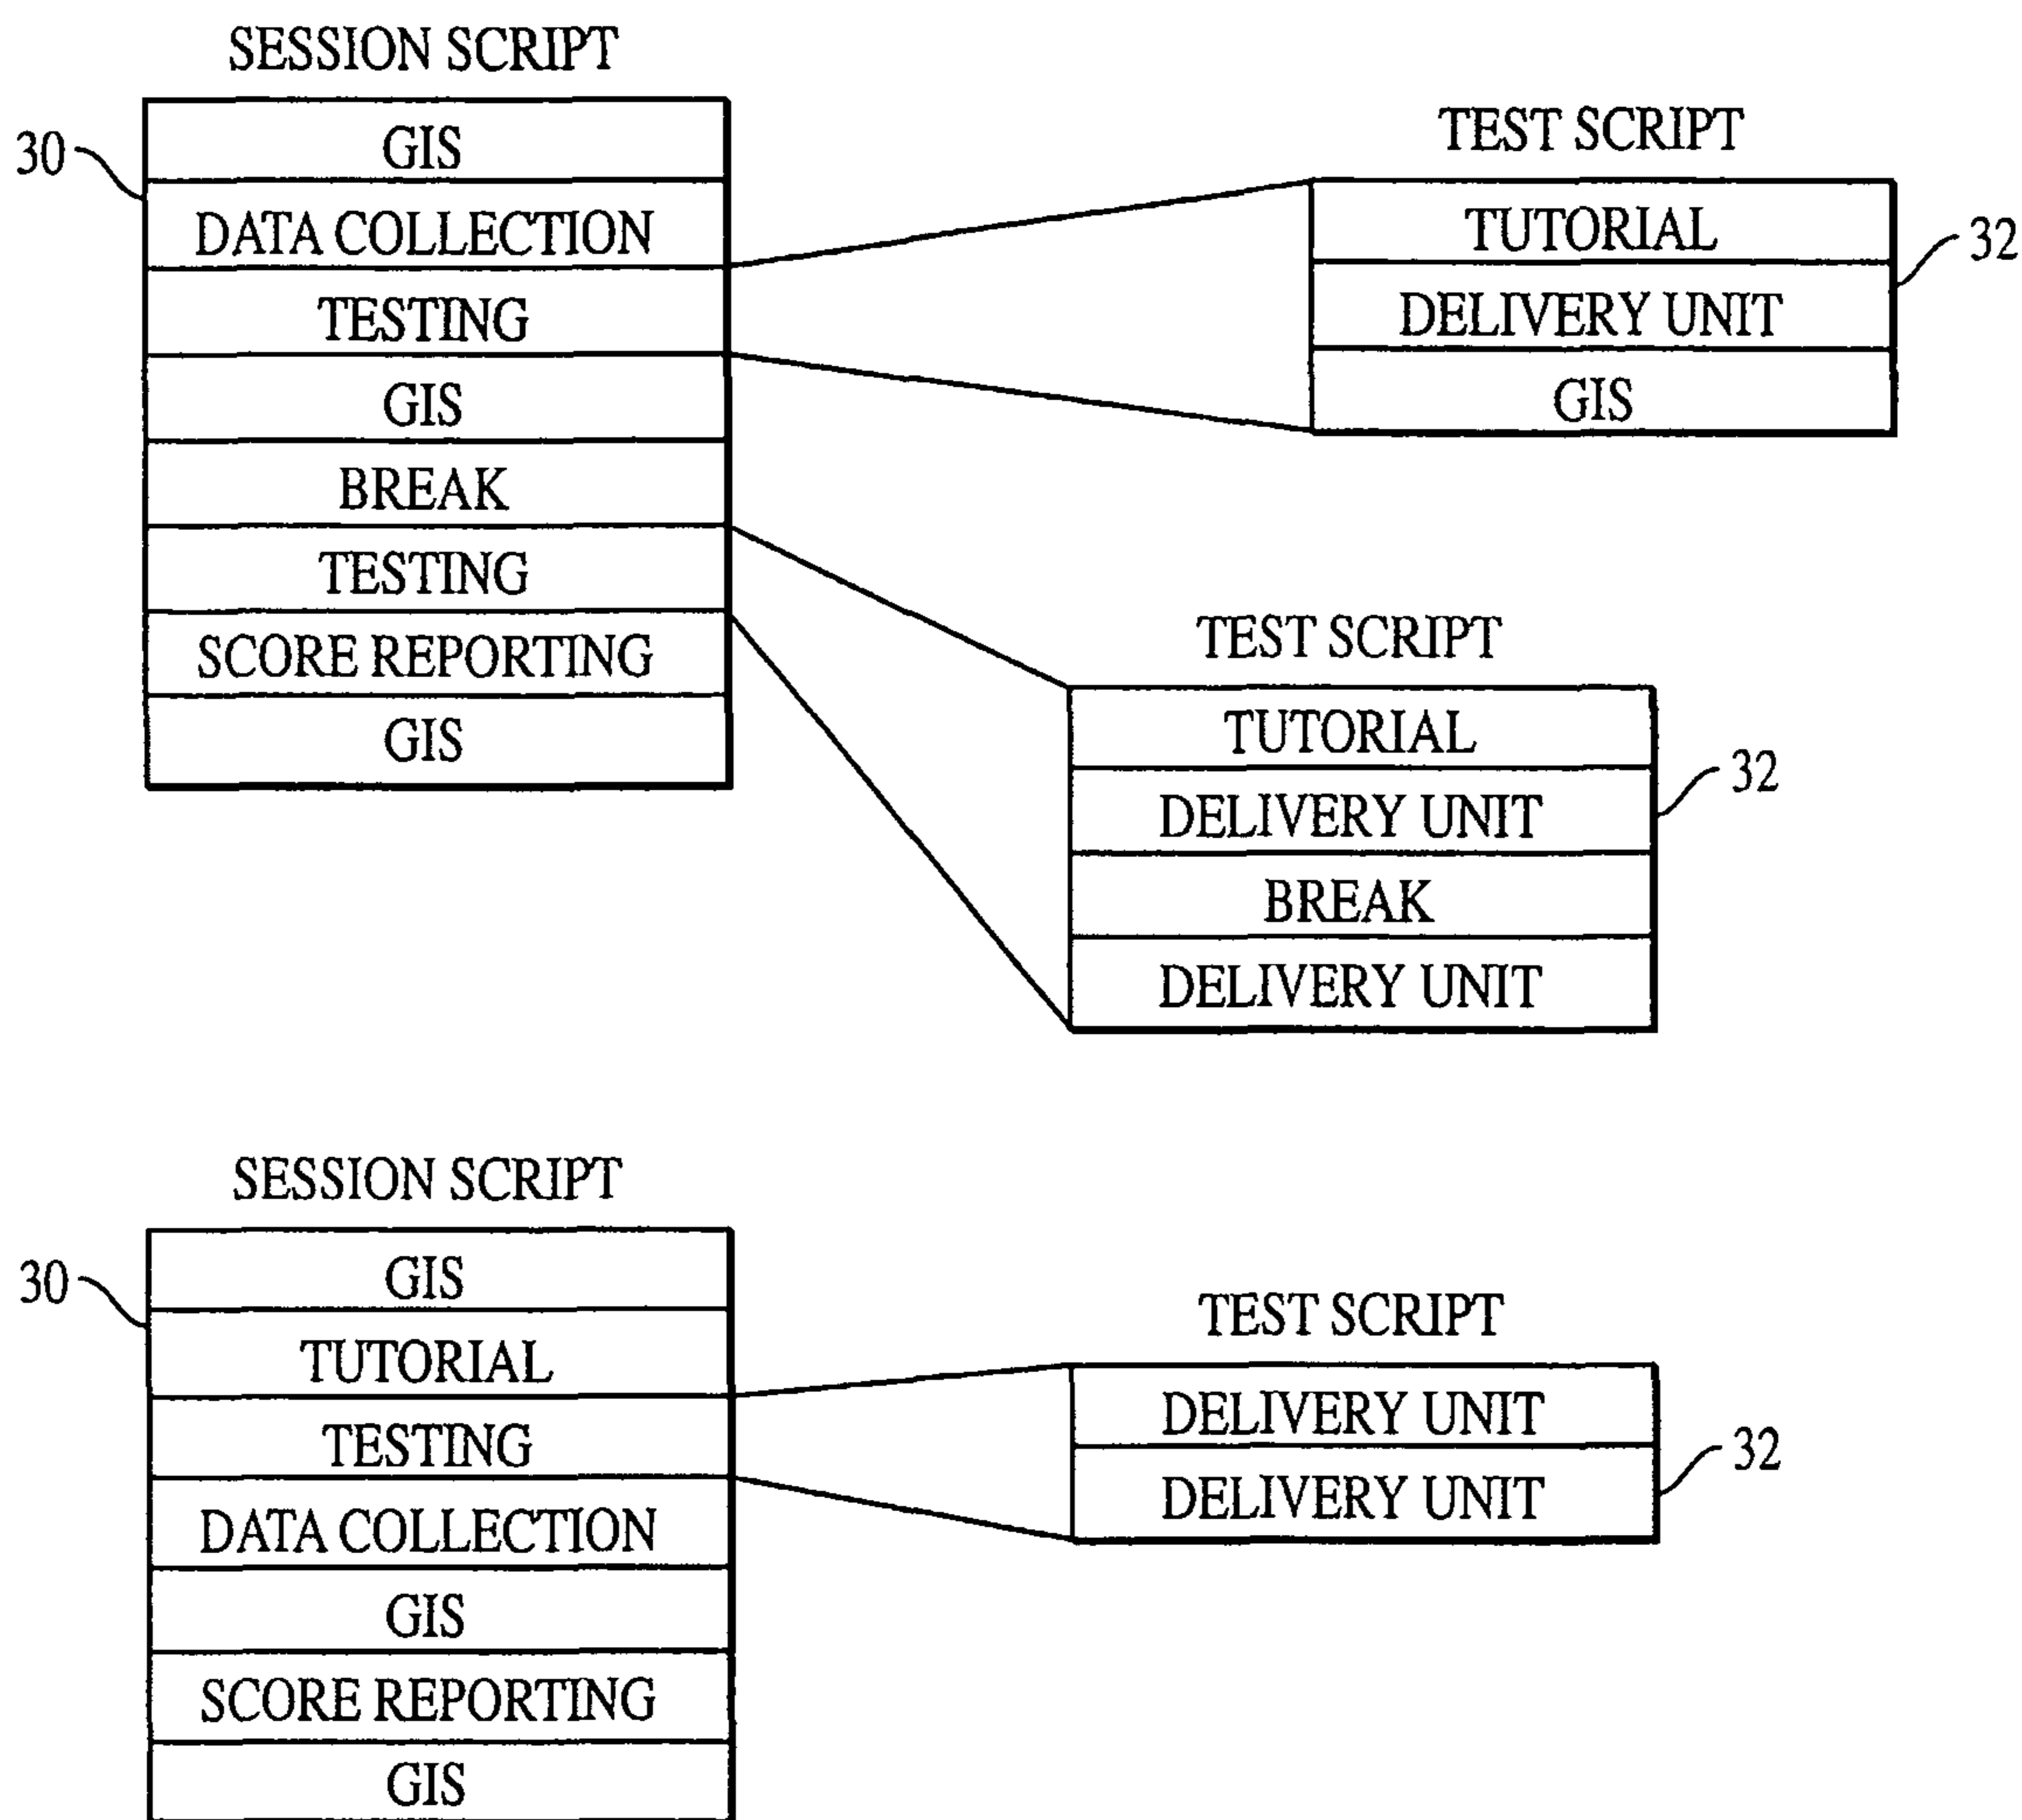 SESSION SCRIPT
30
GIS
DATA COLLECTION
TESTING
GIS
BREAK
TESTING
SCORE REPORTING
GIS
TEST SCRIPT
TUTORIAL
32
DELIVERY UNIT
GIS
TEST SCRIPT
TUTORIAL
32
DELIVERY UNIT
BREAK
DELIVERY UNIT
SESSION SCRIPT
30
GIS
TUTORIAL
TESTING
DATA COLLECTION
GIS
SCORE REPORTING
GIS
TEST SCRIPT
DELIVERY UNIT
32
DELIVERY UNIT